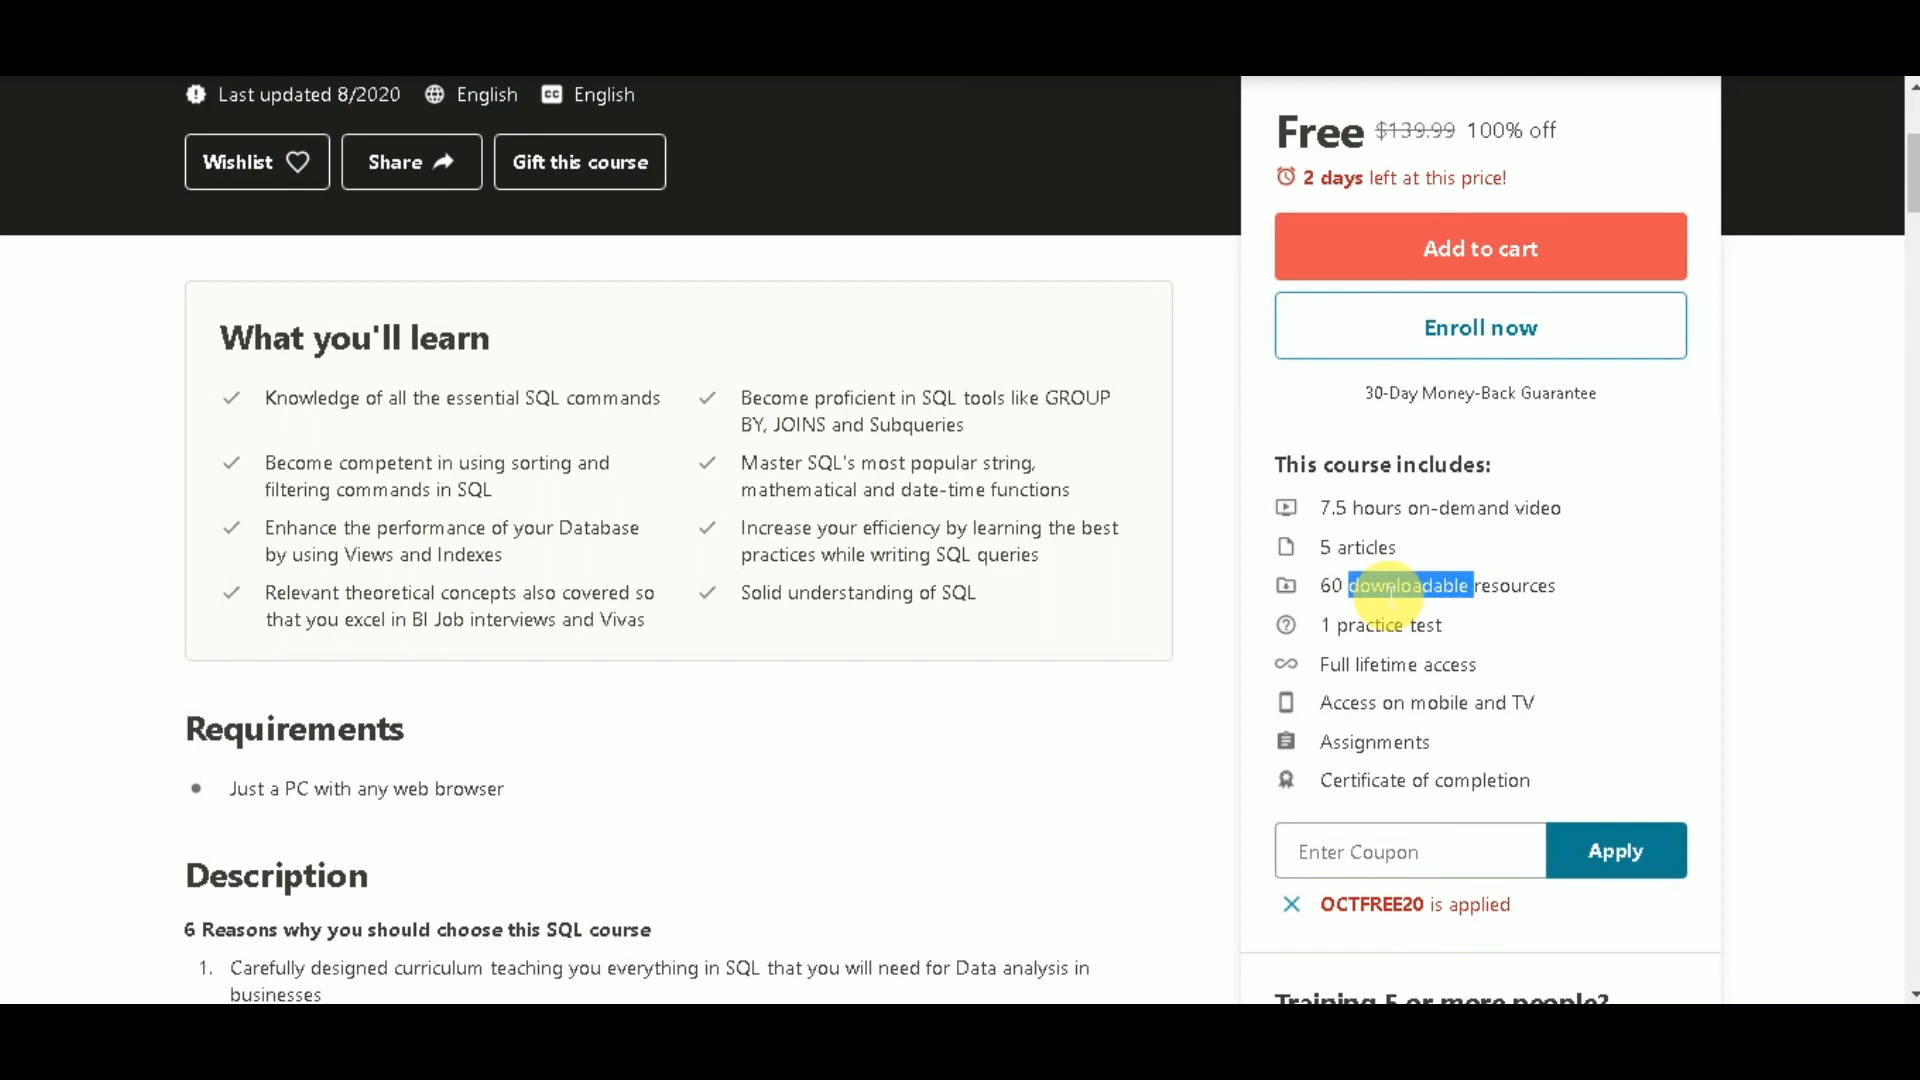 Last updated 8/2020 English CC English
Wishlist Share Gift this course
What you'll learn
Knowledge of all the essential SQL commands
Become proficient in SQL tools like GROUP
BY, JOINS and Subqueries
Become competent in using sorting and
filtering commands in SQL
Master SQL's most popular string,
mathematical and date-time functions
Enhance the performance of your Database
by using Views and Indexes
Increase your efficiency by learning the best
practices while writing SQL queries
Relevant theoretical concepts also covered so
that you excel in BI Job interviews and Vivas
Solid understanding of SQL
Requirements
Just a PC with any web browser
Description
6 Reasons why you should choose this SQL course
1. Carefully designed curriculum teaching you everything in SQL that you will need for Data analysis in
businesses
Free $139.99 100% off
2 days left at this price!
Add to cart
Enroll now
30-Day Money-Back Guarantee
This course includes:
7.5 hours on-demand video
5 articles
60 downloadable resources
1 practice test
Full lifetime access
Access on mobile and TV
Assignments
Certificate of completion
Enter Coupon Apply
OCTFREE20 is applied
Training 5 or more people?